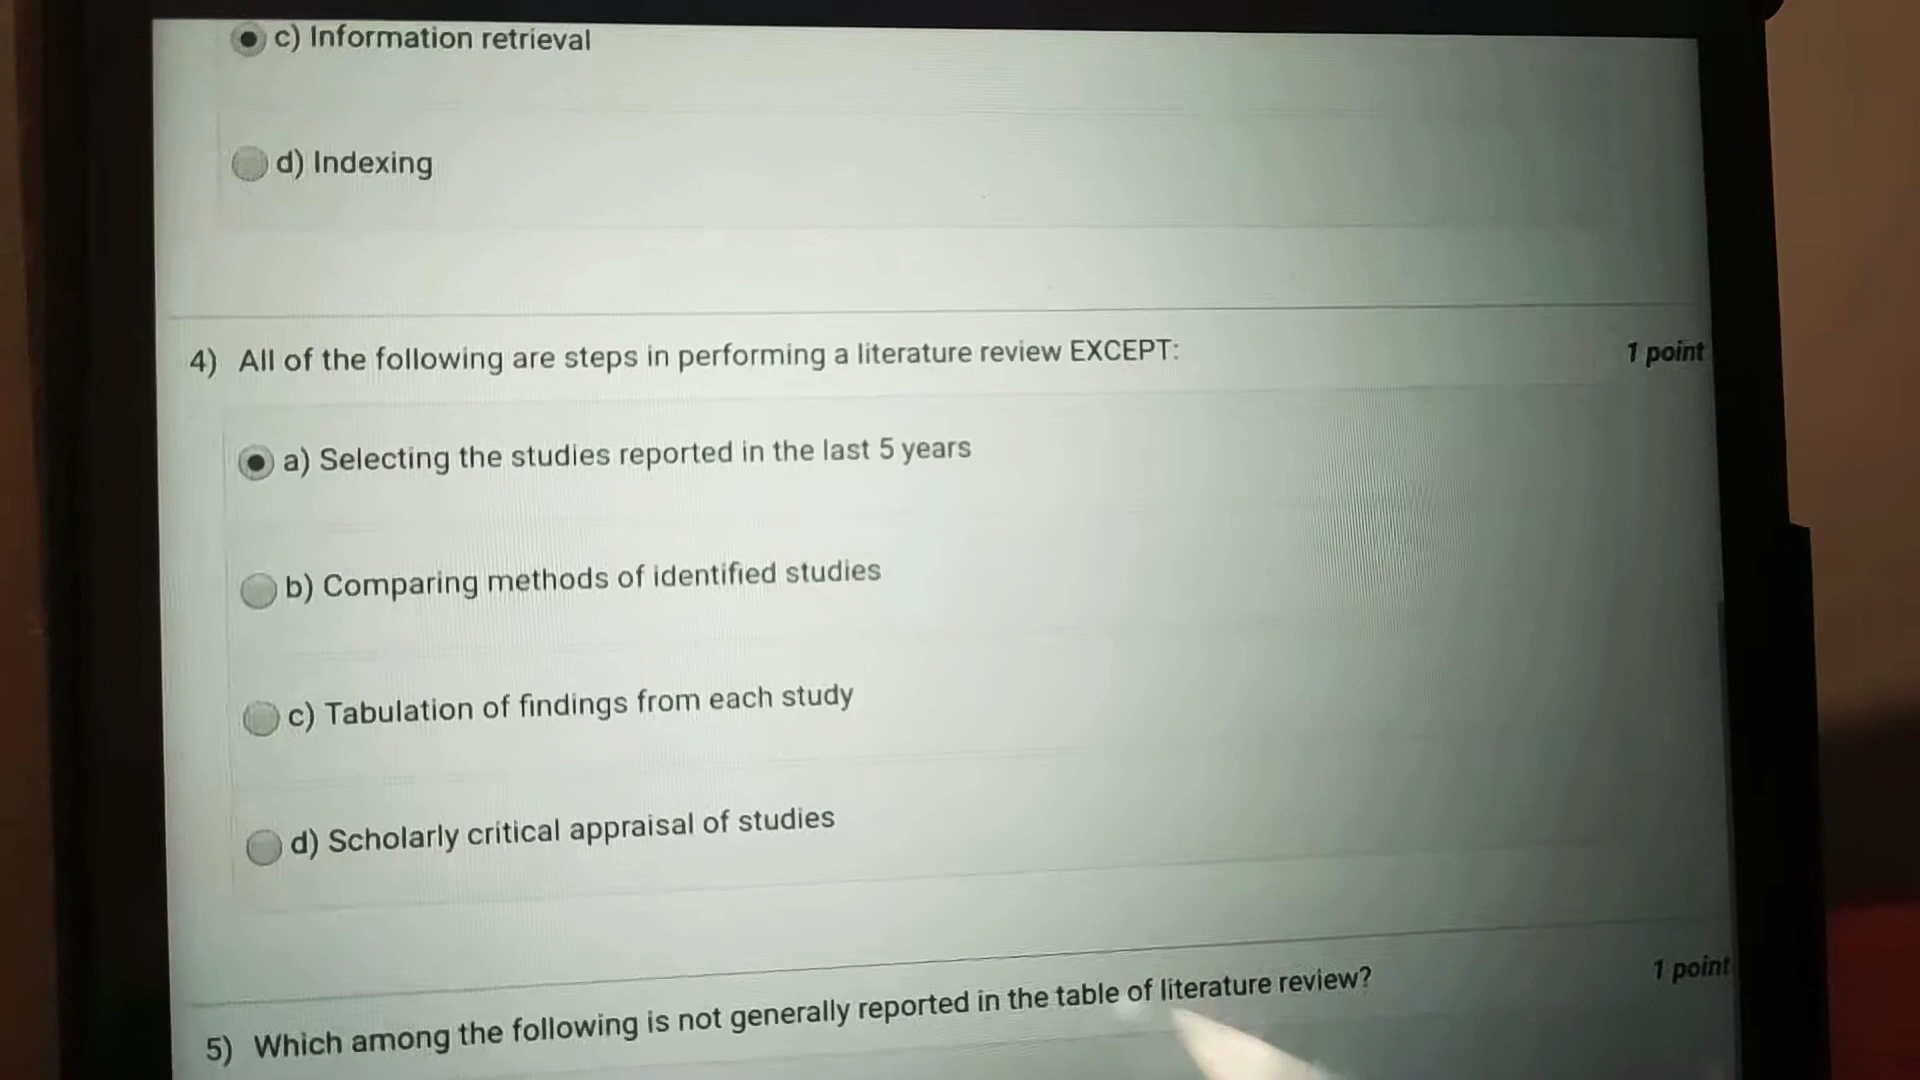 c) Information retrieval
d) Indexing
4) All of the following are steps in performing a literature review EXCEPT:
1 point
a) Selecting the studies reported in the last 5 years
b) Comparing methods of identified studies
c) Tabulation of findings from each study
d) Scholarly critical appraisal of studies
5) Which among the following is not generally reported in the table of literature review?
1 point